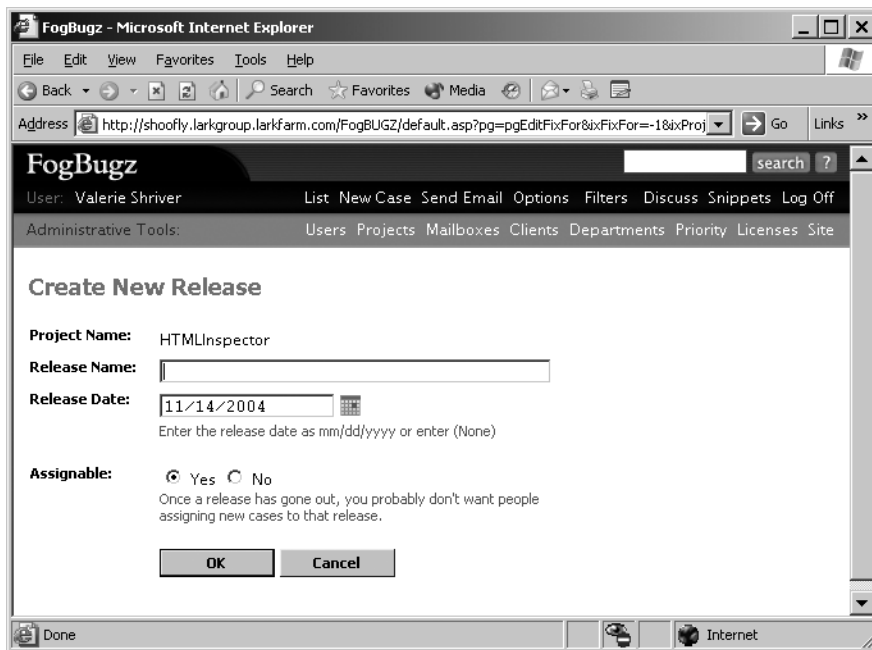 FogBugz - Microsoft Internet Explorer
File Edit View Favorites Tools Help
Back Search Favorites Media
Address http://shoofly.larkgroup.larkfarm.com/FogBUGZ/default.asp?pg=pgEditFixFor&ixFixFor=-1&ixProj Go Links »
FogBugz search ?
User: Valerie Shriver List New Case Send Email Options Filters Discuss Snippets Log Off
Administrative Tools: Users Projects Mailboxes Clients Departments Priority Licenses Site
Create New Release
Project Name: HTMLInspector
Release Name:
Release Date: 11/14/2004
Enter the release date as mm/dd/yyyy or enter (None)
Assignable: Yes No
Once a release has gone out, you probably don't want people
assigning new cases to that release.
OK Cancel
Done Internet